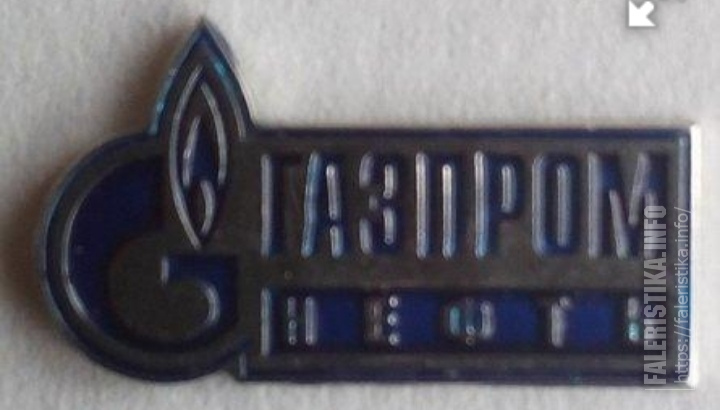 ГАЗПРОМ
НЕФТЬ
FALERISTIKA.INFO
https://faleristika.info/